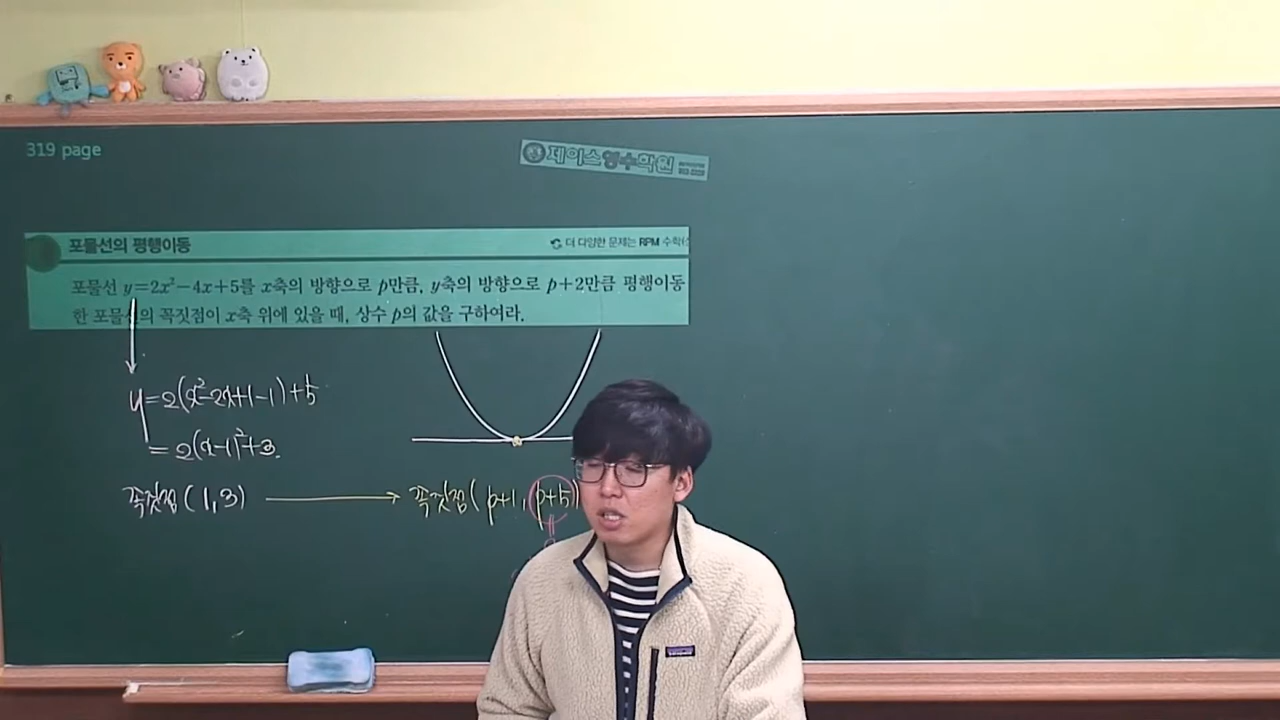 319 page
제이스영수학원
포물선의 평행이동
더 다양한 문제는 RPM 수학
포물선 y=2x²-4x+5를 x축의 방향으로 p만큼, y축의 방향으로 p+2만큼 평행이동
한 포물선의 꼭짓점이 x축 위에 있을 때, 상수 p의 값을 구하여라.
y=2(x²-2x+1-1)+5
=2(x-1)²+3
꼭짓점(1,3)
꼭짓점(p+1, p+5)